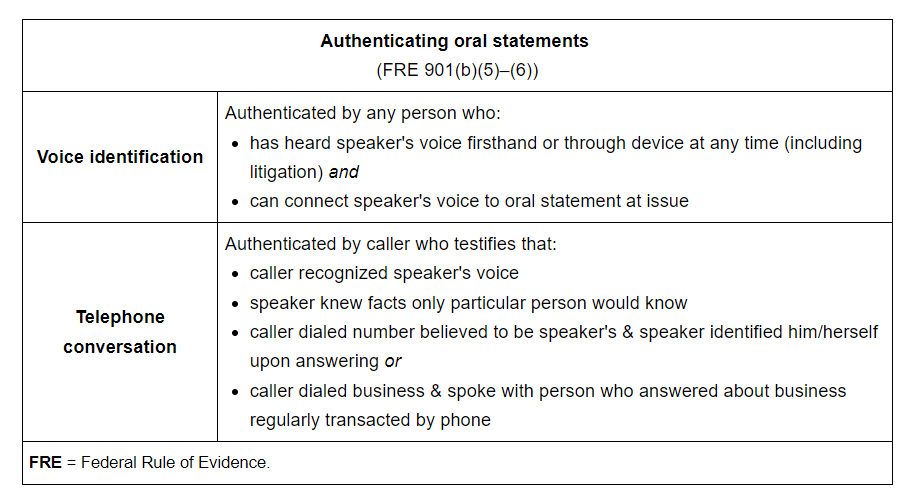 Authenticating oral statements
(FRE 901(b)(5)–(6))
Voice identification
Authenticated by any person who:
• has heard speaker's voice firsthand or through device at any time (including
litigation) and
• can connect speaker's voice to oral statement at issue
Telephone
conversation
Authenticated by caller who testifies that:
• caller recognized speaker's voice
• speaker knew facts only particular person would know
• caller dialed number believed to be speaker's & speaker identified him/herself
upon answering or
• caller dialed business & spoke with person who answered about business
regularly transacted by phone
FRE = Federal Rule of Evidence.